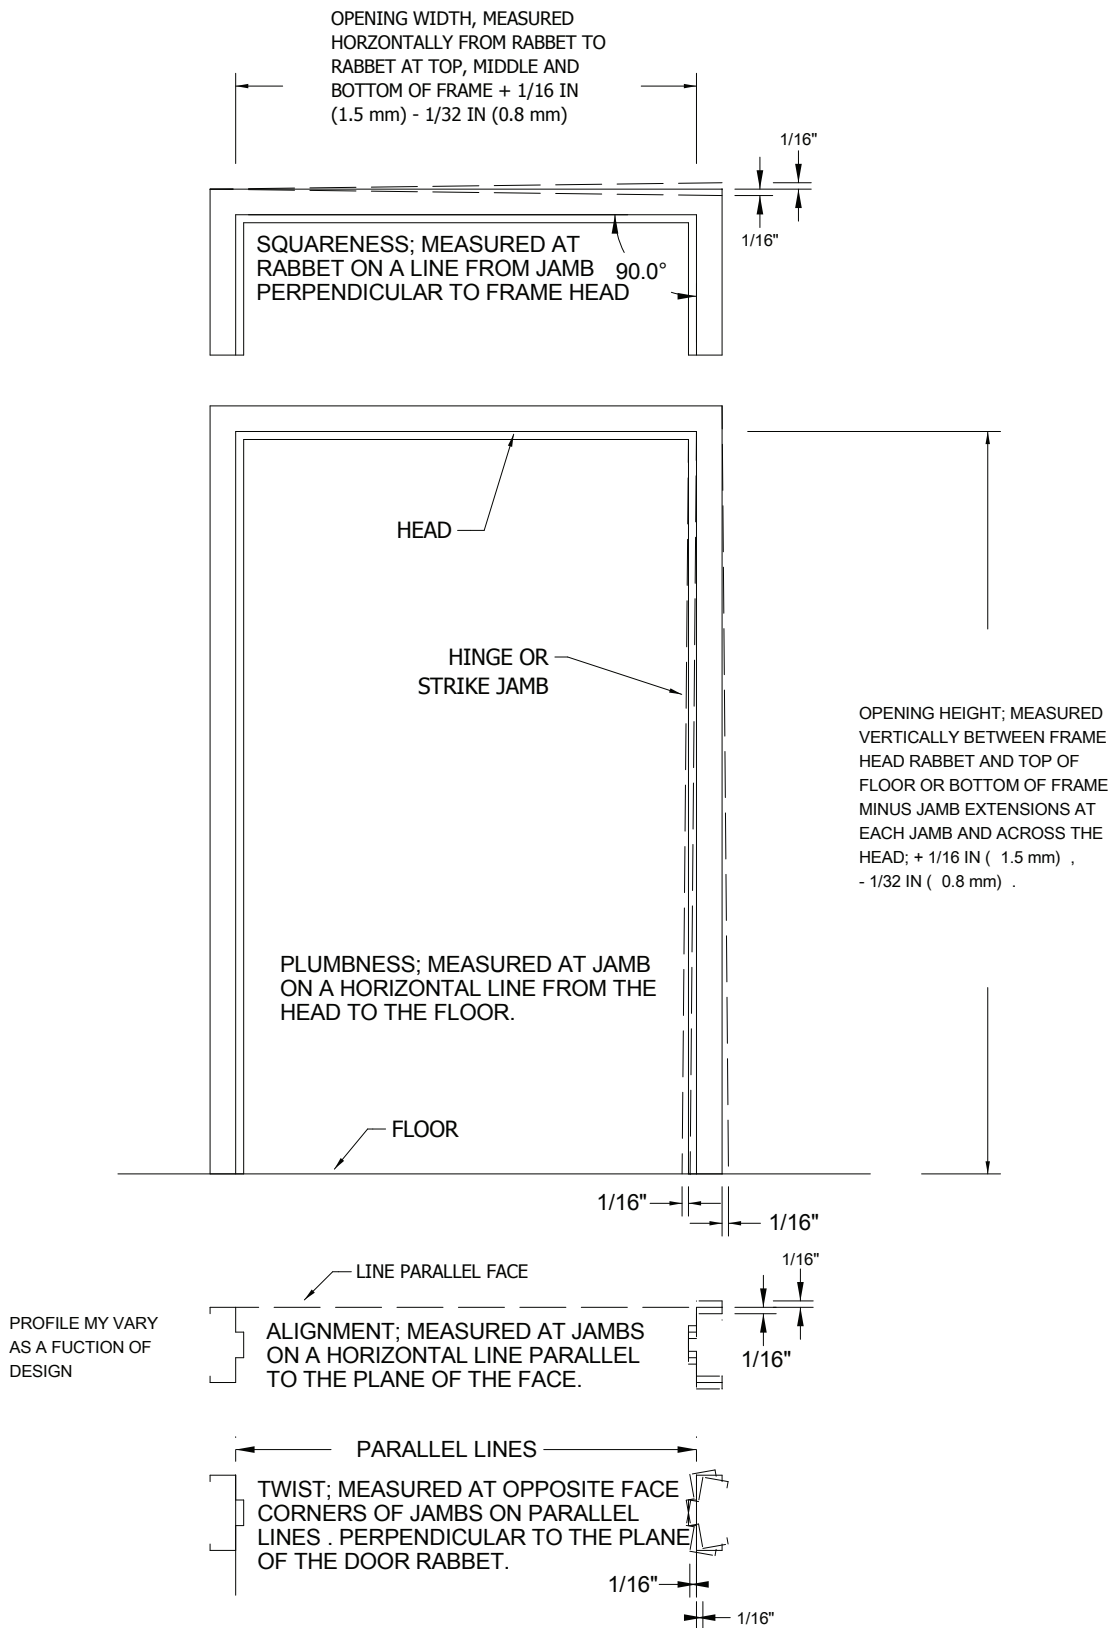 OPENING WIDTH, MEASURED
HORZONTALLY FROM RABBET TO
RABBET AT TOP, MIDDLE AND
BOTTOM OF FRAME + 1/16 IN
(1.5 mm) - 1/32 IN (0.8 mm)
1/16"
1/16"
SQUARENESS; MEASURED AT
RABBET ON A LINE FROM JAMB
PERPENDICULAR TO FRAME HEAD
90.0°
HEAD
HINGE OR
STRIKE JAMB
OPENING HEIGHT; MEASURED
VERTICALLY BETWEEN FRAME
HEAD RABBET AND TOP OF
FLOOR OR BOTTOM OF FRAME
MINUS JAMB EXTENSIONS AT
EACH JAMB AND ACROSS THE
HEAD; + 1/16 IN ( 1.5 mm) ,
- 1/32 IN ( 0.8 mm) .
PLUMBNESS; MEASURED AT JAMB
ON A HORIZONTAL LINE FROM THE
HEAD TO THE FLOOR.
FLOOR
1/16"
1/16"
LINE PARALLEL FACE
1/16"
PROFILE MY VARY
AS A FUCTION OF
DESIGN
ALIGNMENT; MEASURED AT JAMBS
ON A HORIZONTAL LINE PARALLEL
TO THE PLANE OF THE FACE.
1/16"
PARALLEL LINES
TWIST; MEASURED AT OPPOSITE FACE
CORNERS OF JAMBS ON PARALLEL
LINES . PERPENDICULAR TO THE PLANE
OF THE DOOR RABBET.
1/16"
1/16"